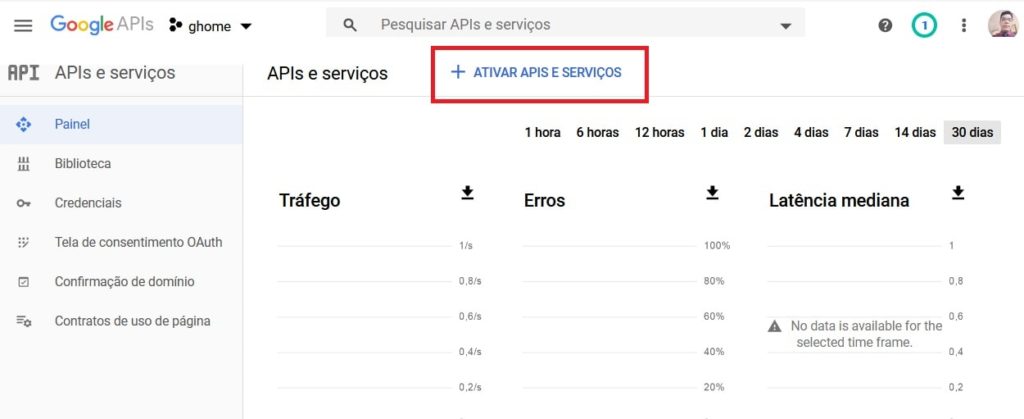 Google APIs
ghome
Pesquisar APIs e serviços
1
API
APIs e serviços
APIs e serviços
ATIVAR APIS E SERVIÇOS
Painel
Biblioteca
Credenciais
Tela de consentimento OAuth
Confirmação de domínio
Contratos de uso de página
1 hora 6 horas 12 horas 1 dia 2 dias 4 dias 7 dias 14 dias 30 dias
Tráfego
1/s
0,8/s
0,6/s
0,4/s
0,2/s
Erros
100%
80%
60%
40%
20%
Latência mediana
1
0,8
0,6
0,4
0,2
No data is available for the
selected time frame.